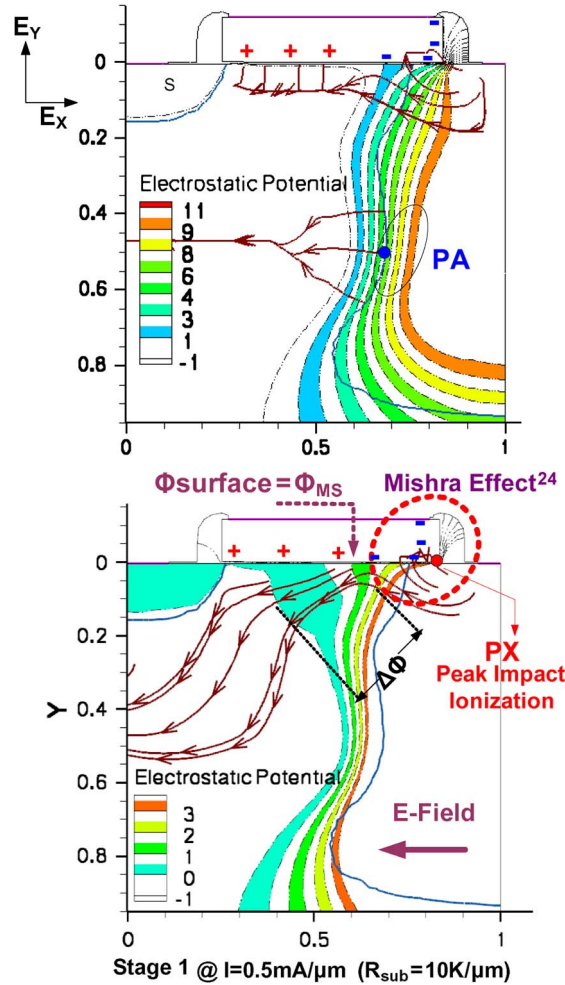 E_Y
E_X
+ + +
0
S
0.2
0.4
0.6
0.8
Electrostatic Potential
11
9
8
6
4
3
1
-1
PA
0 0.5 1
Φsurface = Φ_MS
Mishra Effect²⁴
+ + +
0
0.2
0.4
0.6
0.8
Y
ΔΦ
PX
Peak Impact
Ionization
Electrostatic Potential
3
2
1
0
-1
E-Field
0 0.5 1
Stage 1 @ I=0.5mA/µm (R_sub=10K/µm)